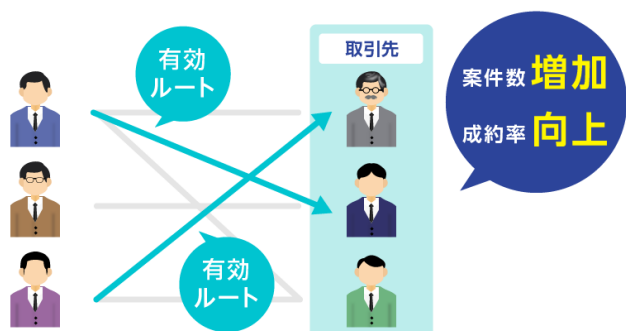 有効
ルート
取引先
案件数 増加
成約率 向上
有効
ルート